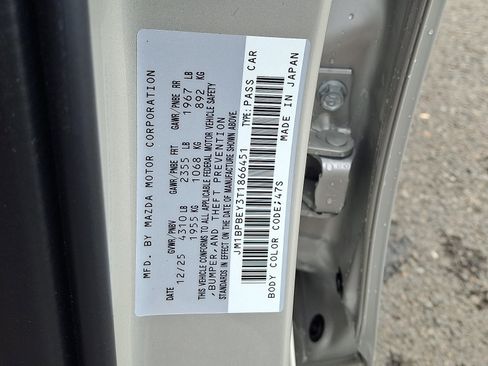 MFD. BY MAZDA MOTOR CORPORATION
DATE GVWR/PNBV GAWR/PNBE FRT GAWR/PNBE RR
12/25 4310 LB 2355 LB 1967 LB
1955 KG 1068 KG 892 KG
THIS VEHICLE CONFORMS TO ALL APPLICABLE FEDERAL MOTOR VEHICLE SAFETY
,BUMPER,AND THEFT PREVENTION
STANDARDS IN EFFECT ON THE DATE OF MANUFACTURE SHOWN ABOVE.
JM1BPBEY3T1866451 TYPE: PASS CAR
BODY COLOR CODE;47S MADE IN JAPAN